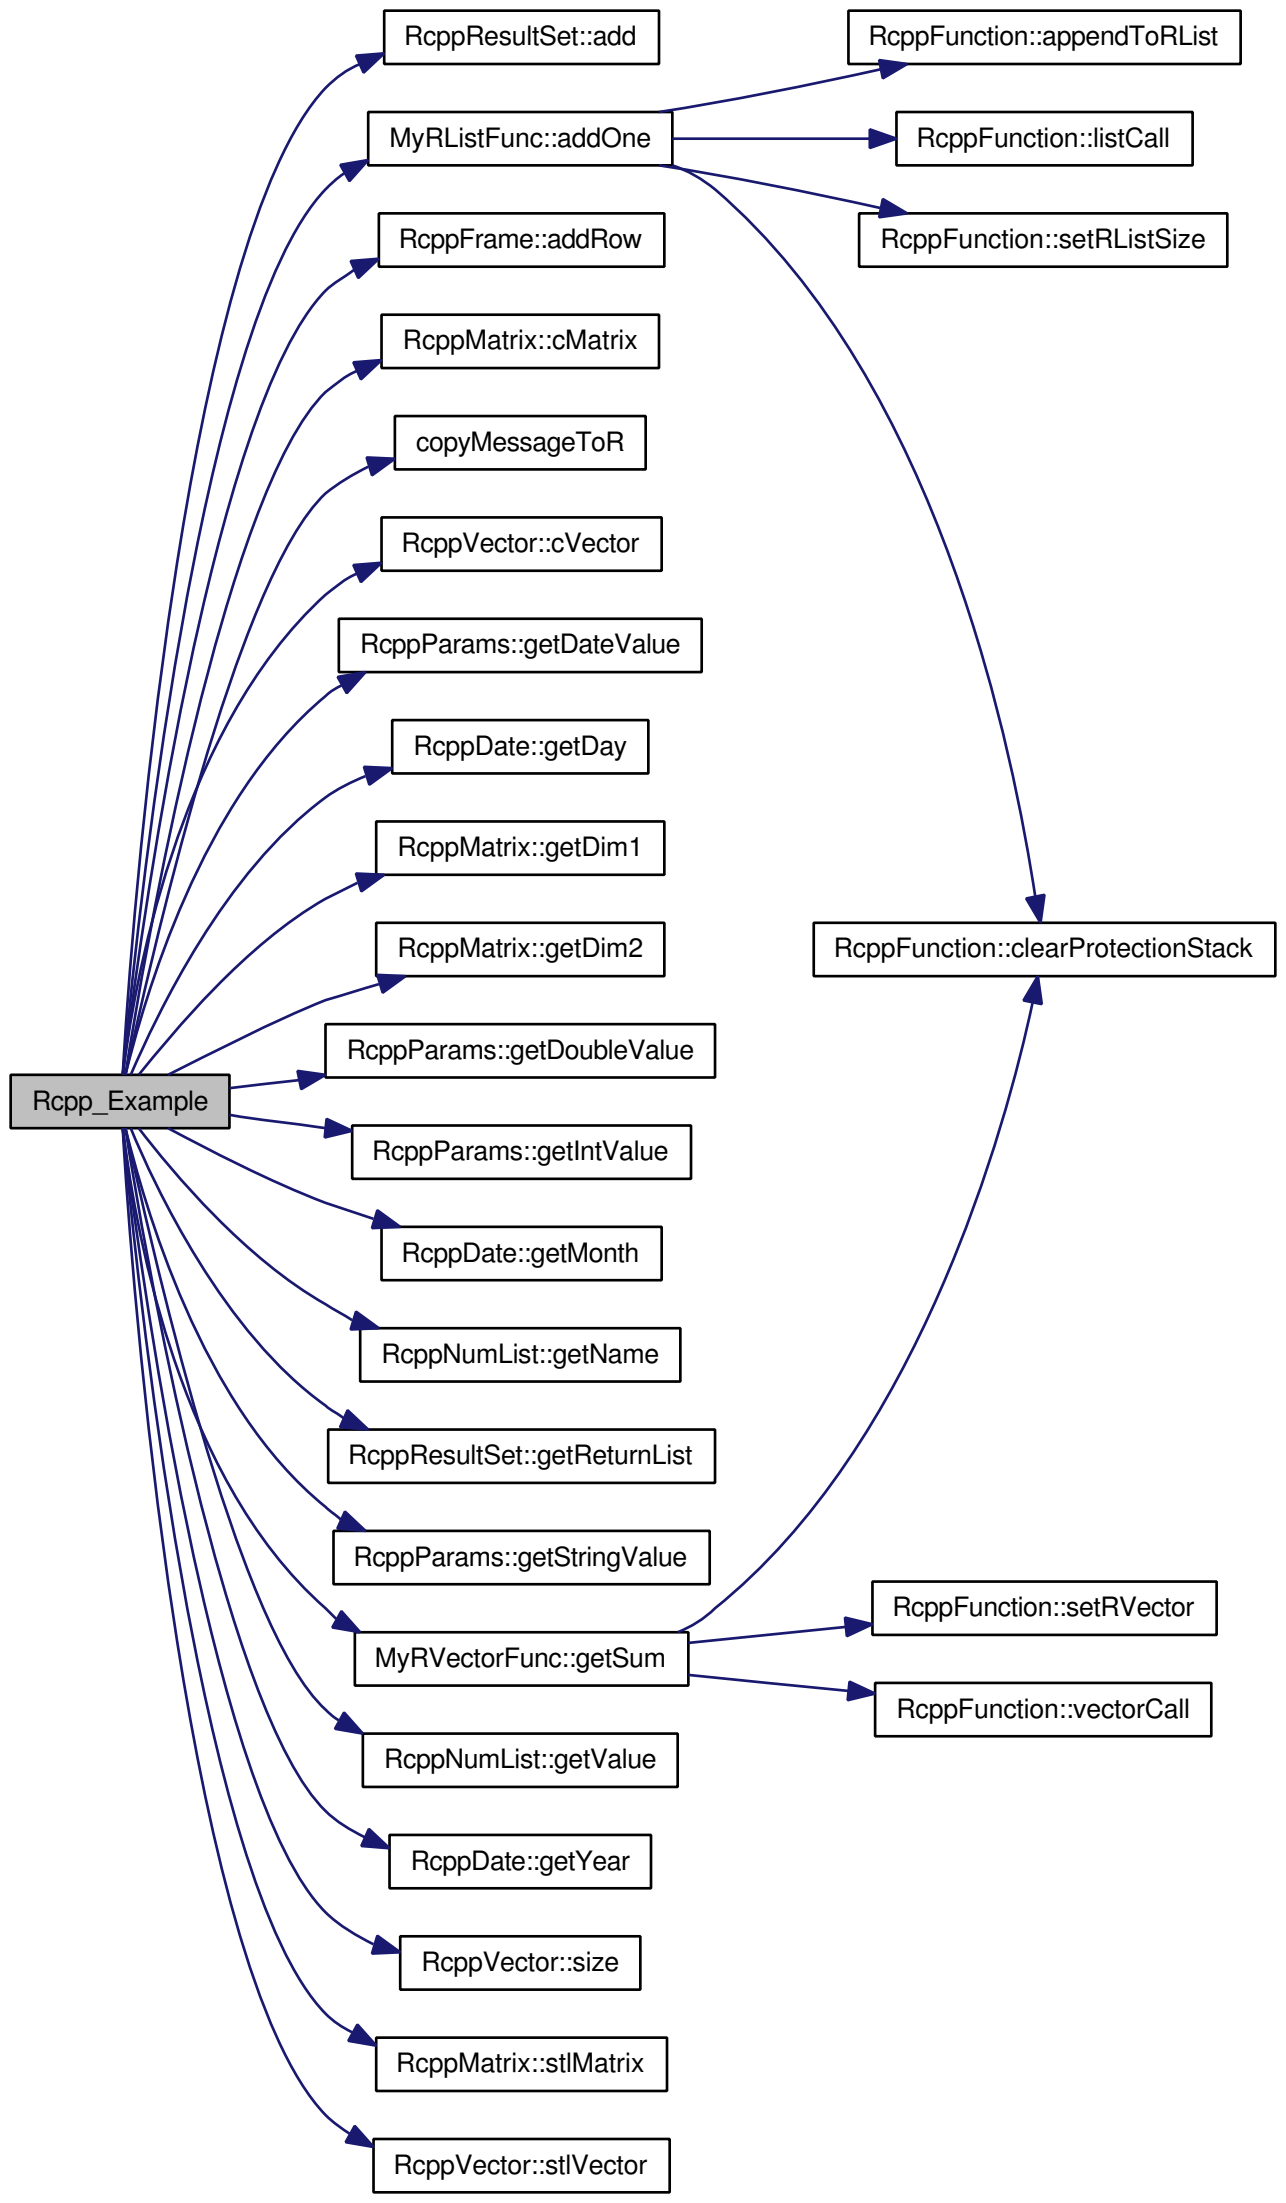 RcppResultSet::add
RcppFunction::appendToRList
MyRListFunc::addOne
RcppFunction::listCall
RcppFrame::addRow
RcppFunction::setRListSize
RcppMatrix::cMatrix
copyMessageToR
RcppVector::cVector
RcppParams::getDateValue
RcppDate::getDay
RcppMatrix::getDim1
RcppMatrix::getDim2
RcppFunction::clearProtectionStack
RcppParams::getDoubleValue
Rcpp_Example
RcppParams::getIntValue
RcppDate::getMonth
RcppNumList::getName
RcppResultSet::getReturnList
RcppParams::getStringValue
RcppFunction::setRVector
MyRVectorFunc::getSum
RcppFunction::vectorCall
RcppNumList::getValue
RcppDate::getYear
RcppVector::size
RcppMatrix::stlMatrix
RcppVector::stlVector